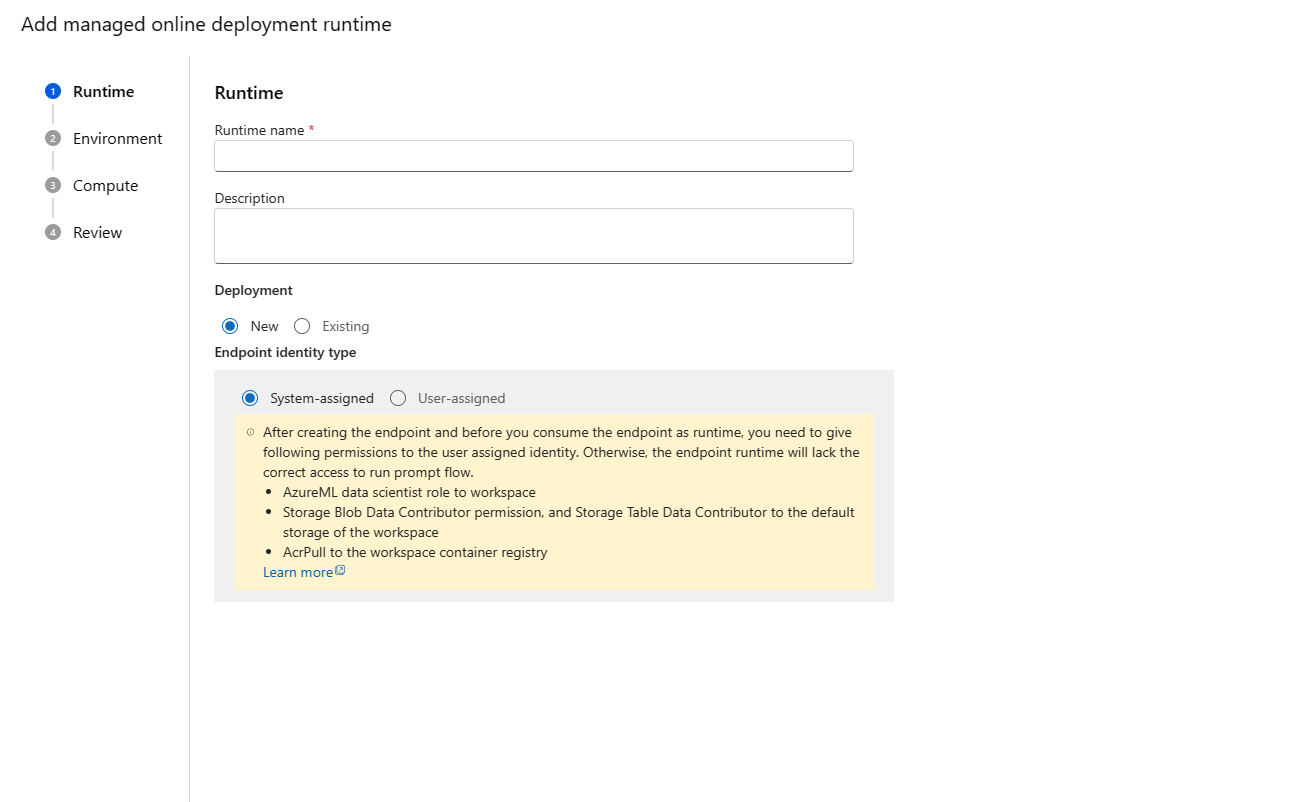 Add managed online deployment runtime
1 Runtime
2 Environment
3 Compute
4 Review
Runtime
Runtime name *
Description
Deployment
New Existing
Endpoint identity type
System-assigned User-assigned
After creating the endpoint and before you consume the endpoint as runtime, you need to give
following permissions to the user assigned identity. Otherwise, the endpoint runtime will lack the
correct access to run prompt flow.
• AzureML data scientist role to workspace
• Storage Blob Data Contributor permission, and Storage Table Data Contributor to the default
storage of the workspace
• AcrPull to the workspace container registry
Learn more